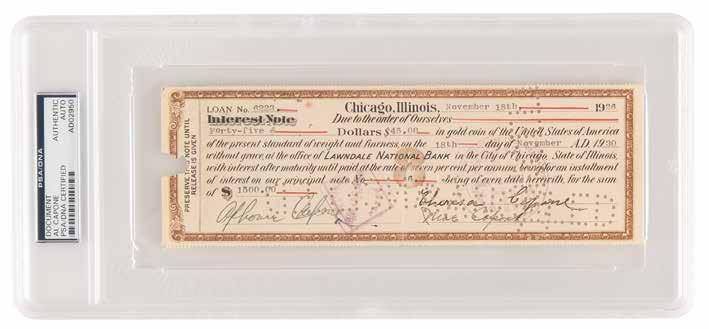 DOCUMENT
AL CAPONE
PSA/DNA CERTIFIED
AUTHENTIC
AUTO
AD02950
PSA/DNA
PRESERVE THIS NOTE UNTIL
RELEASE IS GIVEN
LOAN No. 6223
Chicago, Illinois, November 18th 1926
Interest Note
Due to the order of Ourselves
Forty-five &
Dollars $45.00 in gold coin of the United States of America
of the present standard of weight and fineness on the 18th day of November A.D. 1930
without grace, at the office of LAWNDALE NATIONAL BANK in the City of Chicago, State of Illinois,
with interest after maturity until paid at the rate of seven per cent per annum, being for an installment
of interest on our principal note No. being of even date herewith, for the sum
of $ 1500.00
Alphonse Capone
Theresa Capone
Mae Capone